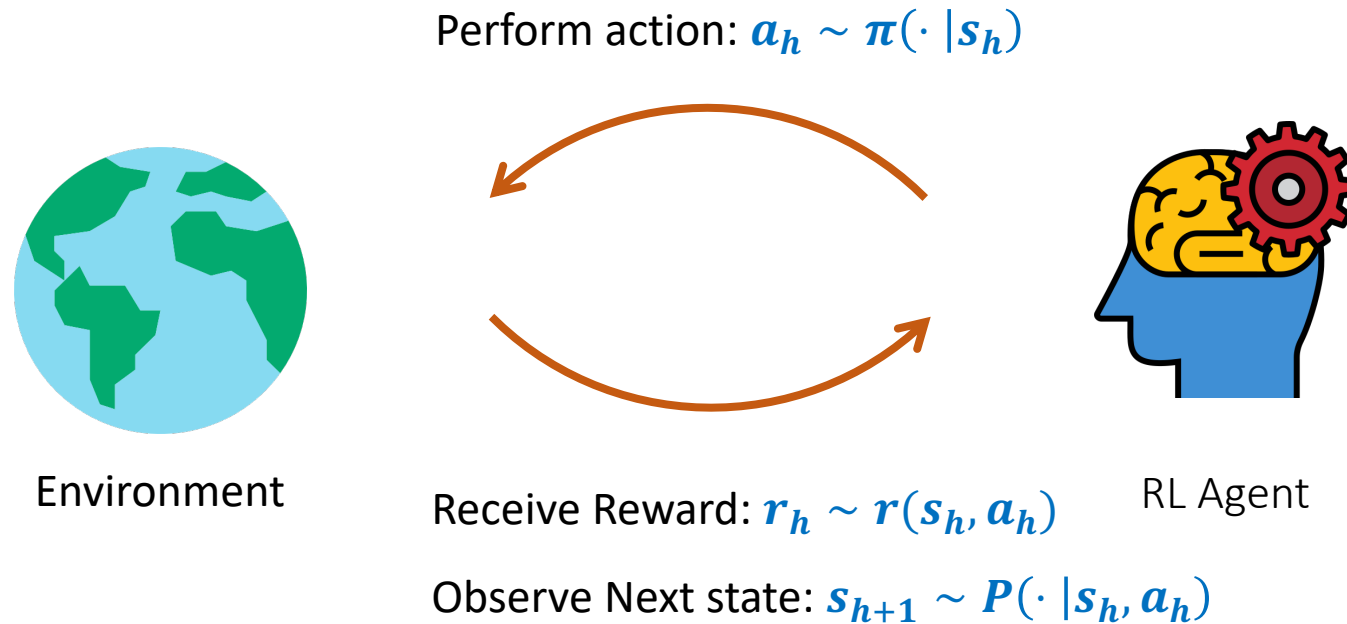 Perform action: a_h ~ π(· |s_h)
Environment
RL Agent
Receive Reward: r_h ~ r(s_h, a_h)
Observe Next state: s_{h+1} ~ P(· |s_h, a_h)